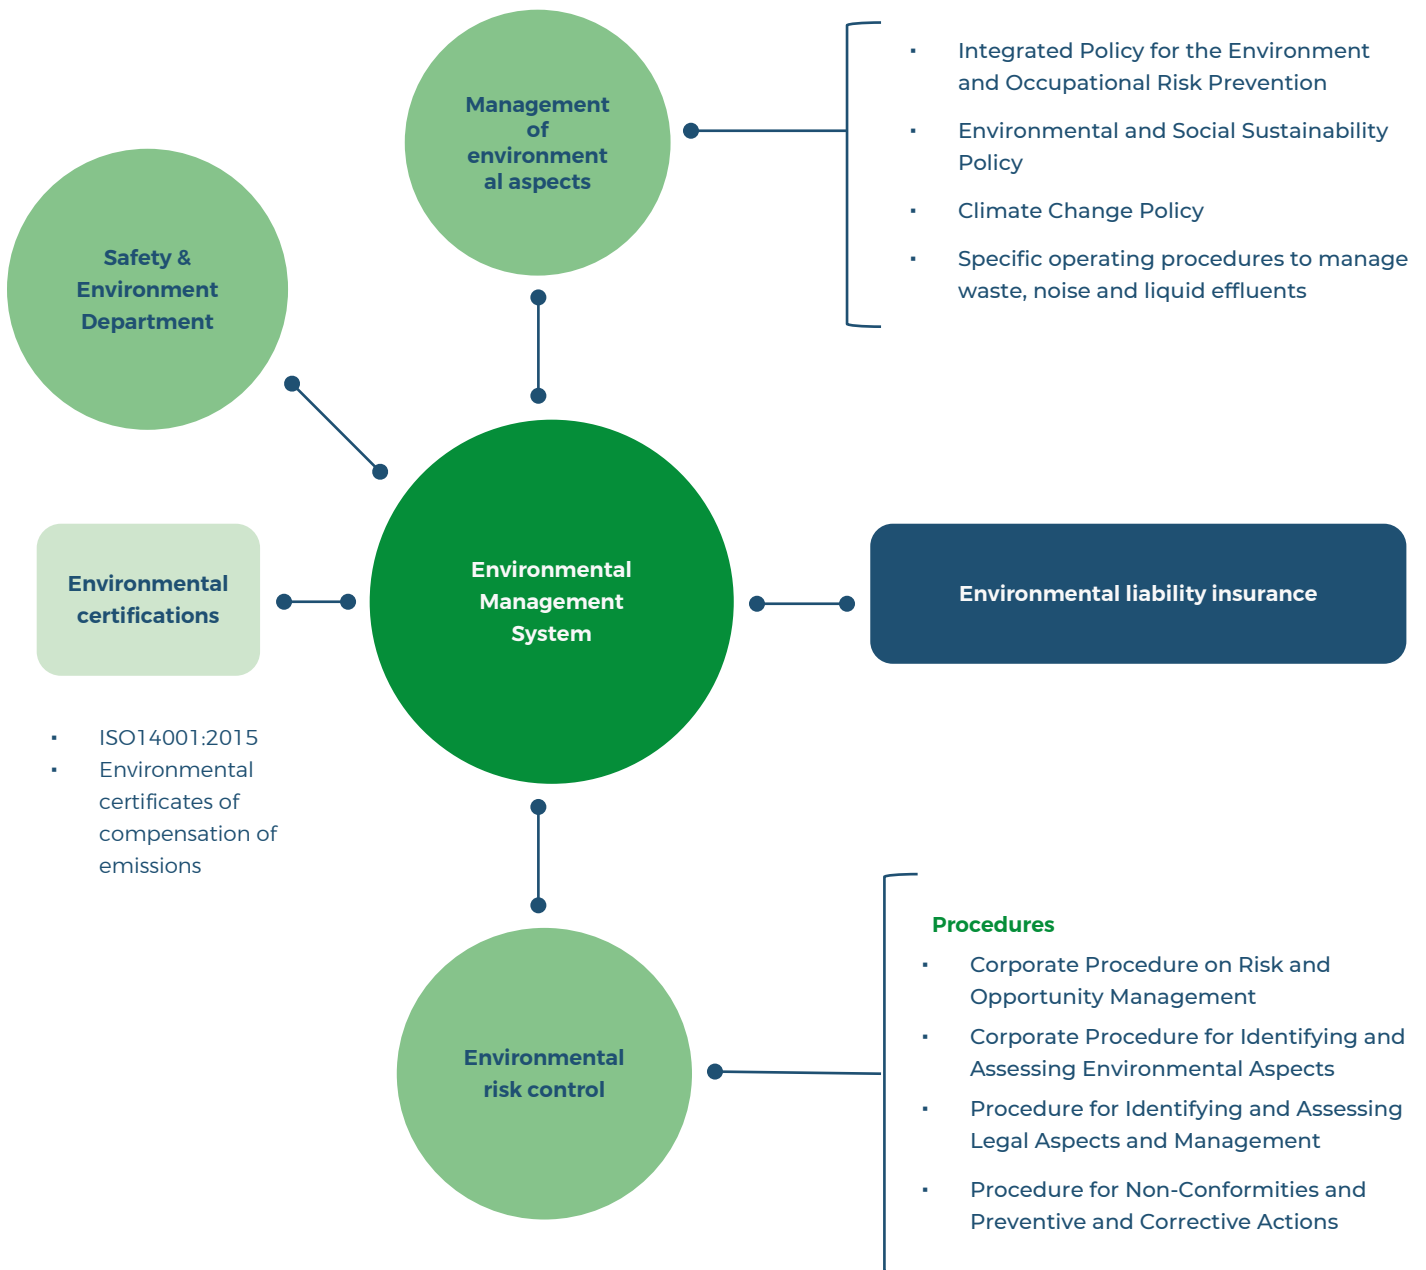 Management
of
environment
al aspects
▪ Integrated Policy for the Environment
and Occupational Risk Prevention
▪ Environmental and Social Sustainability
Policy
▪ Climate Change Policy
▪ Specific operating procedures to manage
waste, noise and liquid effluents
Safety &
Environment
Department
Environmental
certifications
▪ ISO14001:2015
▪ Environmental
certificates of
compensation of
emissions
Environmental
Management
System
Environmental liability insurance
Environmental
risk control
Procedures
▪ Corporate Procedure on Risk and
Opportunity Management
▪ Corporate Procedure for Identifying and
Assessing Environmental Aspects
▪ Procedure for Identifying and Assessing
Legal Aspects and Management
▪ Procedure for Non-Conformities and
Preventive and Corrective Actions